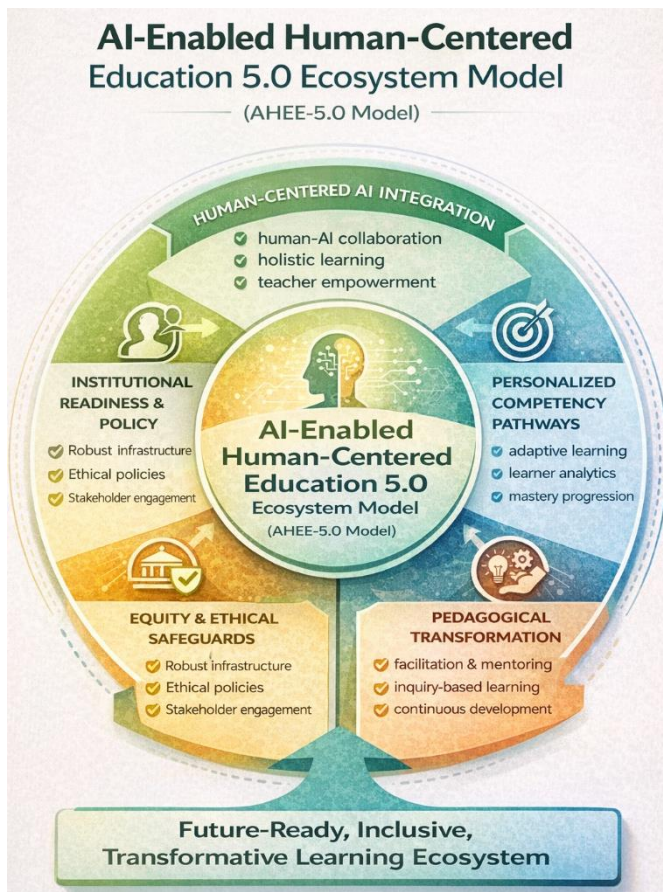 AI-Enabled Human-Centered
Education 5.0 Ecosystem Model
(AHEE-5.0 Model)
HUMAN-CENTERED AI INTEGRATION
human-AI collaboration
holistic learning
teacher empowerment
INSTITUTIONAL
READINESS &
POLICY
Robust infrastructure
Ethical policies
Stakeholder engagement
AI-Enabled
Human-Centered
Education 5.0
Ecosystem Model
(AHEE-5.0 Model)
PERSONALIZED
COMPETENCY
PATHWAYS
adaptive learning
learner analytics
mastery progression
EQUITY & ETHICAL
SAFEGUARDS
Robust infrastructure
Ethical policies
Stakeholder engagement
PEDAGOGICAL
TRANSFORMATION
facilitation & mentoring
inquiry-based learning
continuous development
Future-Ready, Inclusive,
Transformative Learning Ecosystem